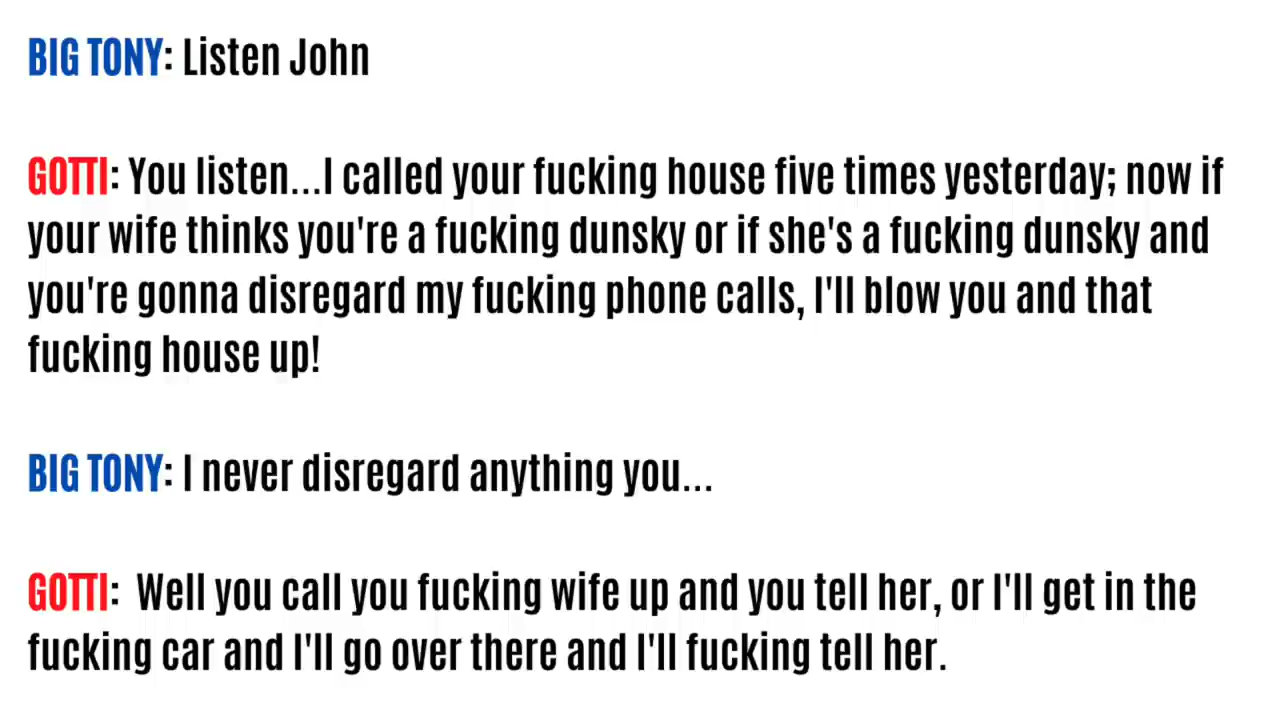 BIG TONY: Listen John
GOTTI: You listen...I called your fucking house five times yesterday; now if
your wife thinks you're a fucking dunsky or if she's a fucking dunsky and
you're gonna disregard my fucking phone calls, I'll blow you and that
fucking house up!
BIG TONY: I never disregard anything you...
GOTTI: Well you call you fucking wife up and you tell her, or I'll get in the
fucking car and I'll go over there and I'll fucking tell her.